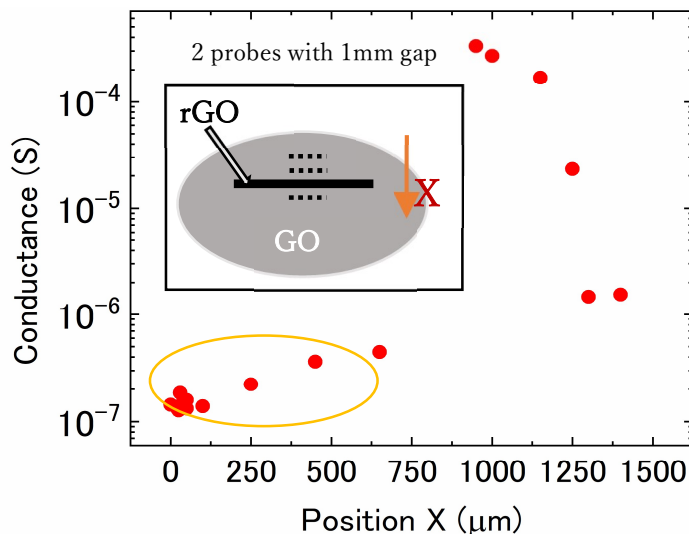 2 probes with 1mm gap
rGO
X
GO
Conductance (S)
10⁻⁴
10⁻⁵
10⁻⁶
10⁻⁷
0 250 500 750 1000 1250 1500
Position X (μm)